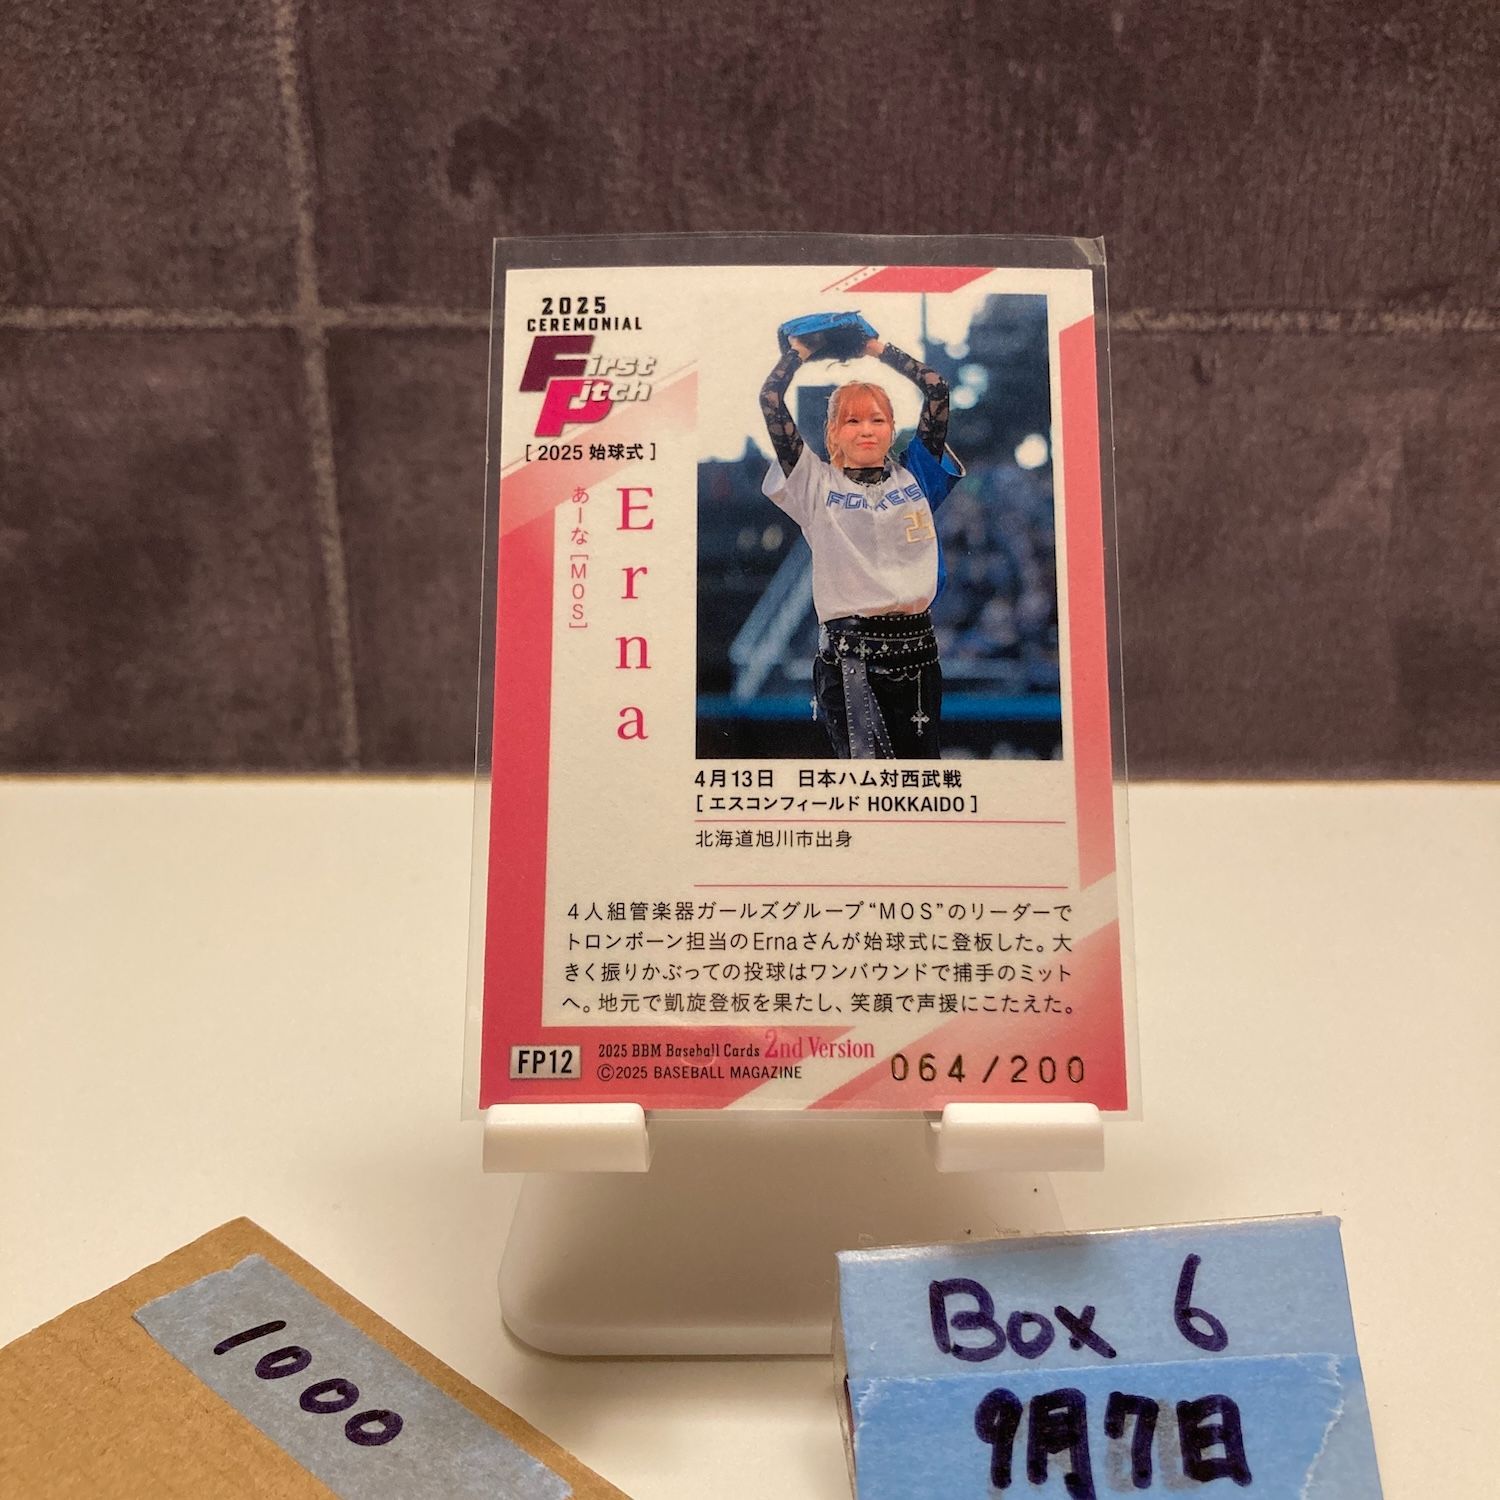 2025
CEREMONIAL
First
Pitch
[ 2025 始球式 ]
Erna
あーな[MOS]
FIGHTERS
25
4月13日　日本ハム対西武戦
[ エスコンフィールド HOKKAIDO ]
北海道旭川市出身
4人組管楽器ガールズグループ“MOS”のリーダーで
トロンボーン担当のErnaさんが始球式に登板した。大
きく振りかぶっての投球はワンバウンドで捕手のミット
へ。地元で凱旋登板を果たし、笑顔で声援にこたえた。
FP12
2025 BBM Baseball Cards 2nd Version
©2025 BASEBALL MAGAZINE
064/200
1000
Box 6
9月7日